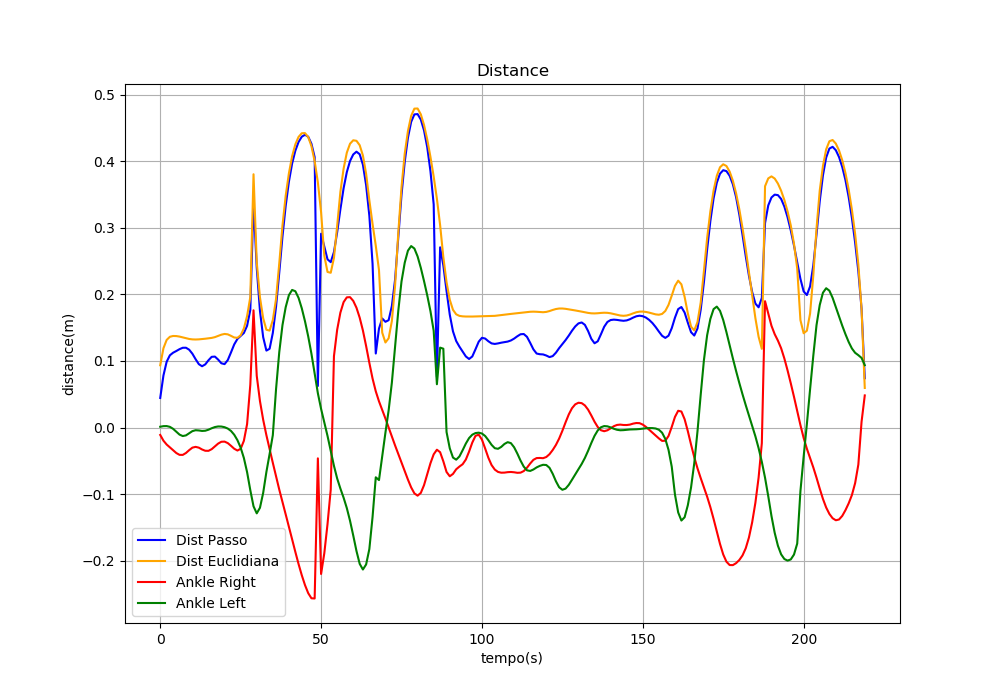 Distance
distance(m)
0.5
0.4
0.3
0.2
0.1
0.0
−0.1
−0.2
Dist Passo
Dist Euclidiana
Ankle Right
Ankle Left
0 50 100 150 200
tempo(s)